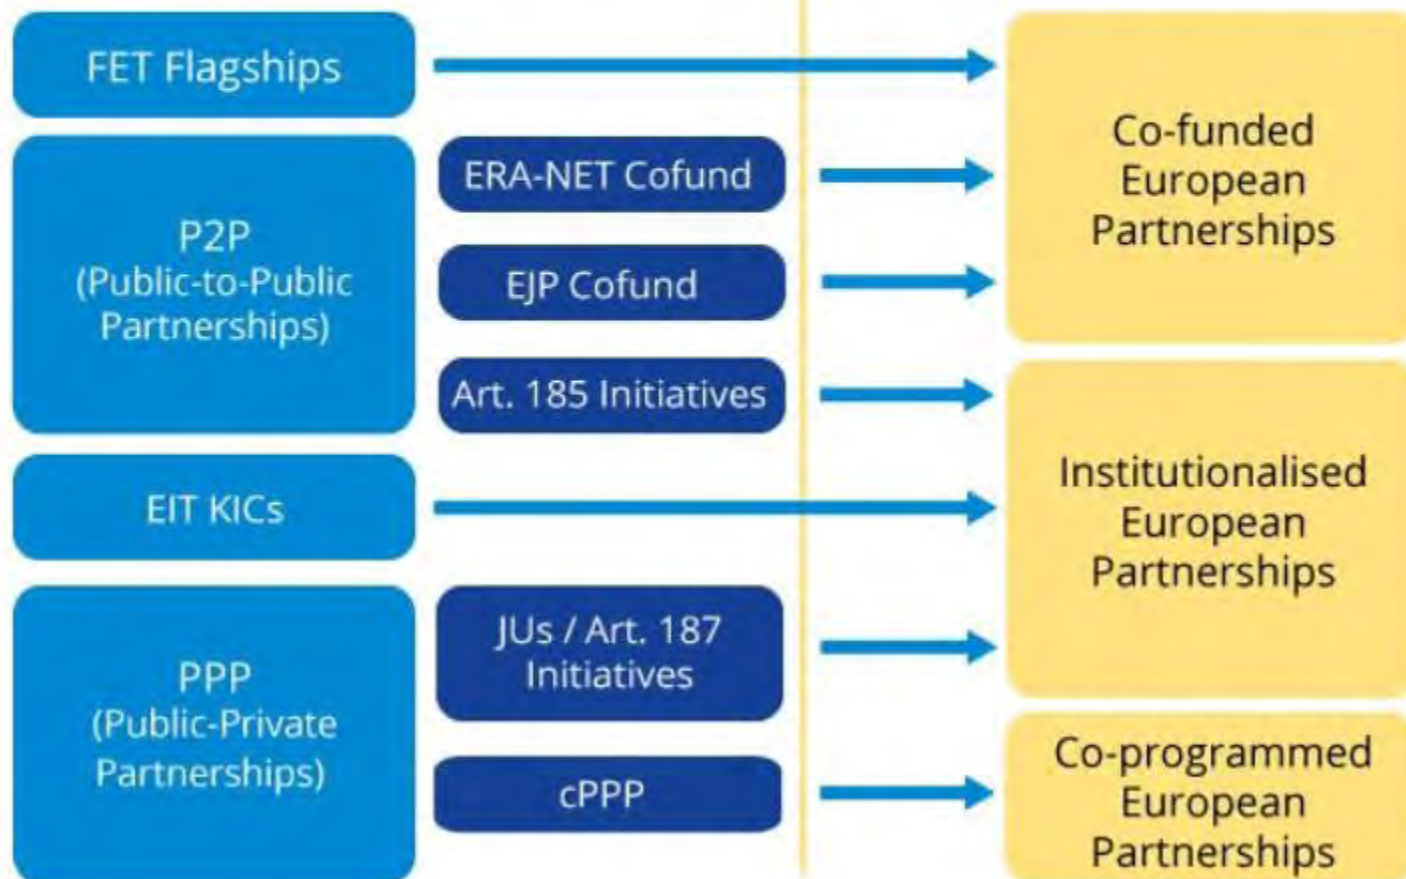 FET Flagships
P2P
(Public-to-Public
Partnerships)
ERA-NET Cofund
EJP Cofund
Art. 185 Initiatives
Co-funded
European
Partnerships
EIT KICs
Institutionalised
European
Partnerships
PPP
(Public-Private
Partnerships)
JUs / Art. 187
Initiatives
cPPP
Co-programmed
European
Partnerships